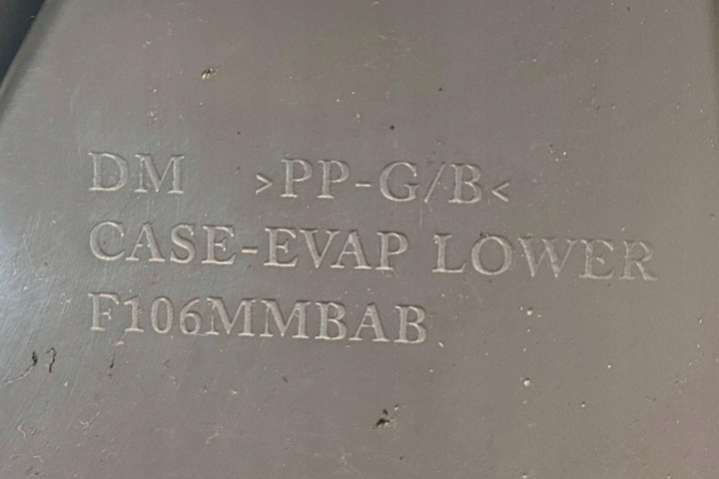 DM >PP-G/B<
CASE-EVAP LOWER
F106MMBAB